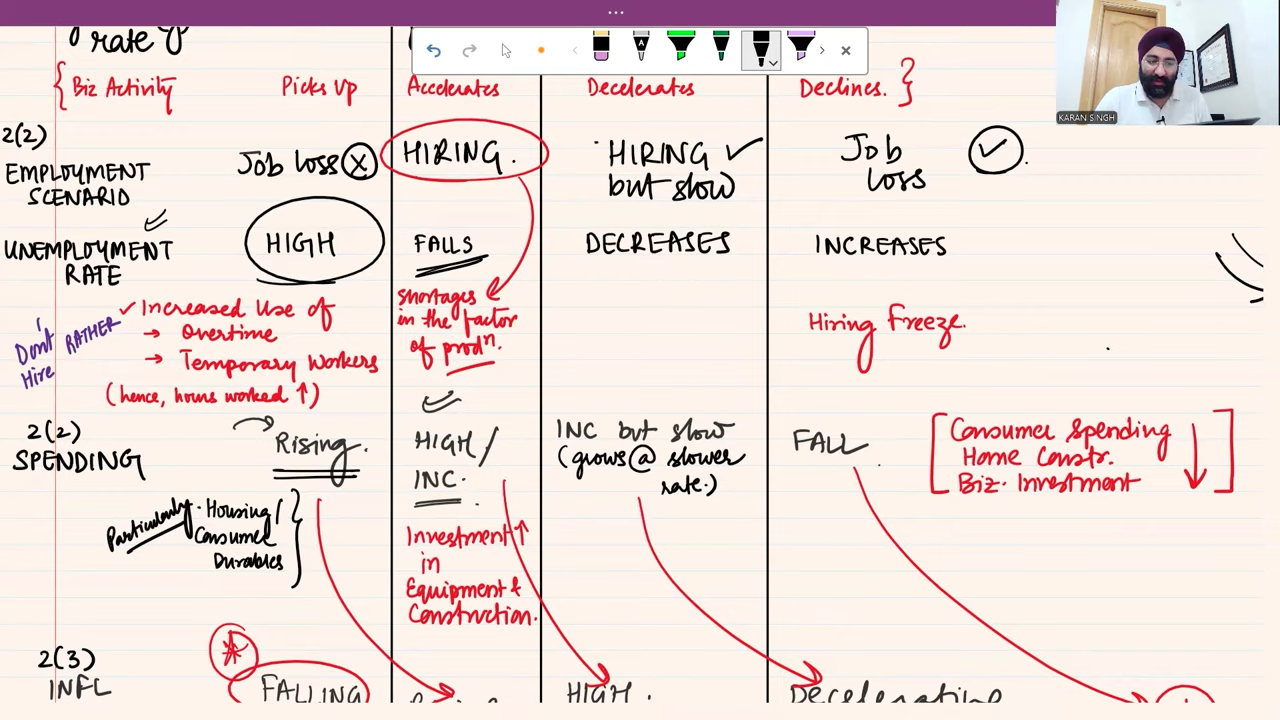 rate
{ Biz Activity Picks Up Accelerates Decelerates Declines. }
2(2)
EMPLOYMENT SCENARIO
Job loss X
HIRING.
HIRING ✓
but slow
Job
loss
✓
UNEMPLOYMENT
RATE
HIGH
FALLS
DECREASES
INCREASES
Don't
Hire
RATHER
✓ Increased Use of
→ Overtime
→ Temporary Workers
(hence, hours worked ↑)
Shortages
in the factor
of prodⁿ.
Hiring Freeze.
2(2)
SPENDING
Rising.
HIGH/
INC.
INC but slow
(grows @ slower
rate.)
FALL
[ Consumer Spending
Home Constr.
Biz. Investment ↓ ]
Particularly. Housing/
Consumer
Durables
Investment ↑
in
Equipment &
Construction.
2(3)
INFL
FALLING
HIGH.
Decelerating
KARAN SINGH